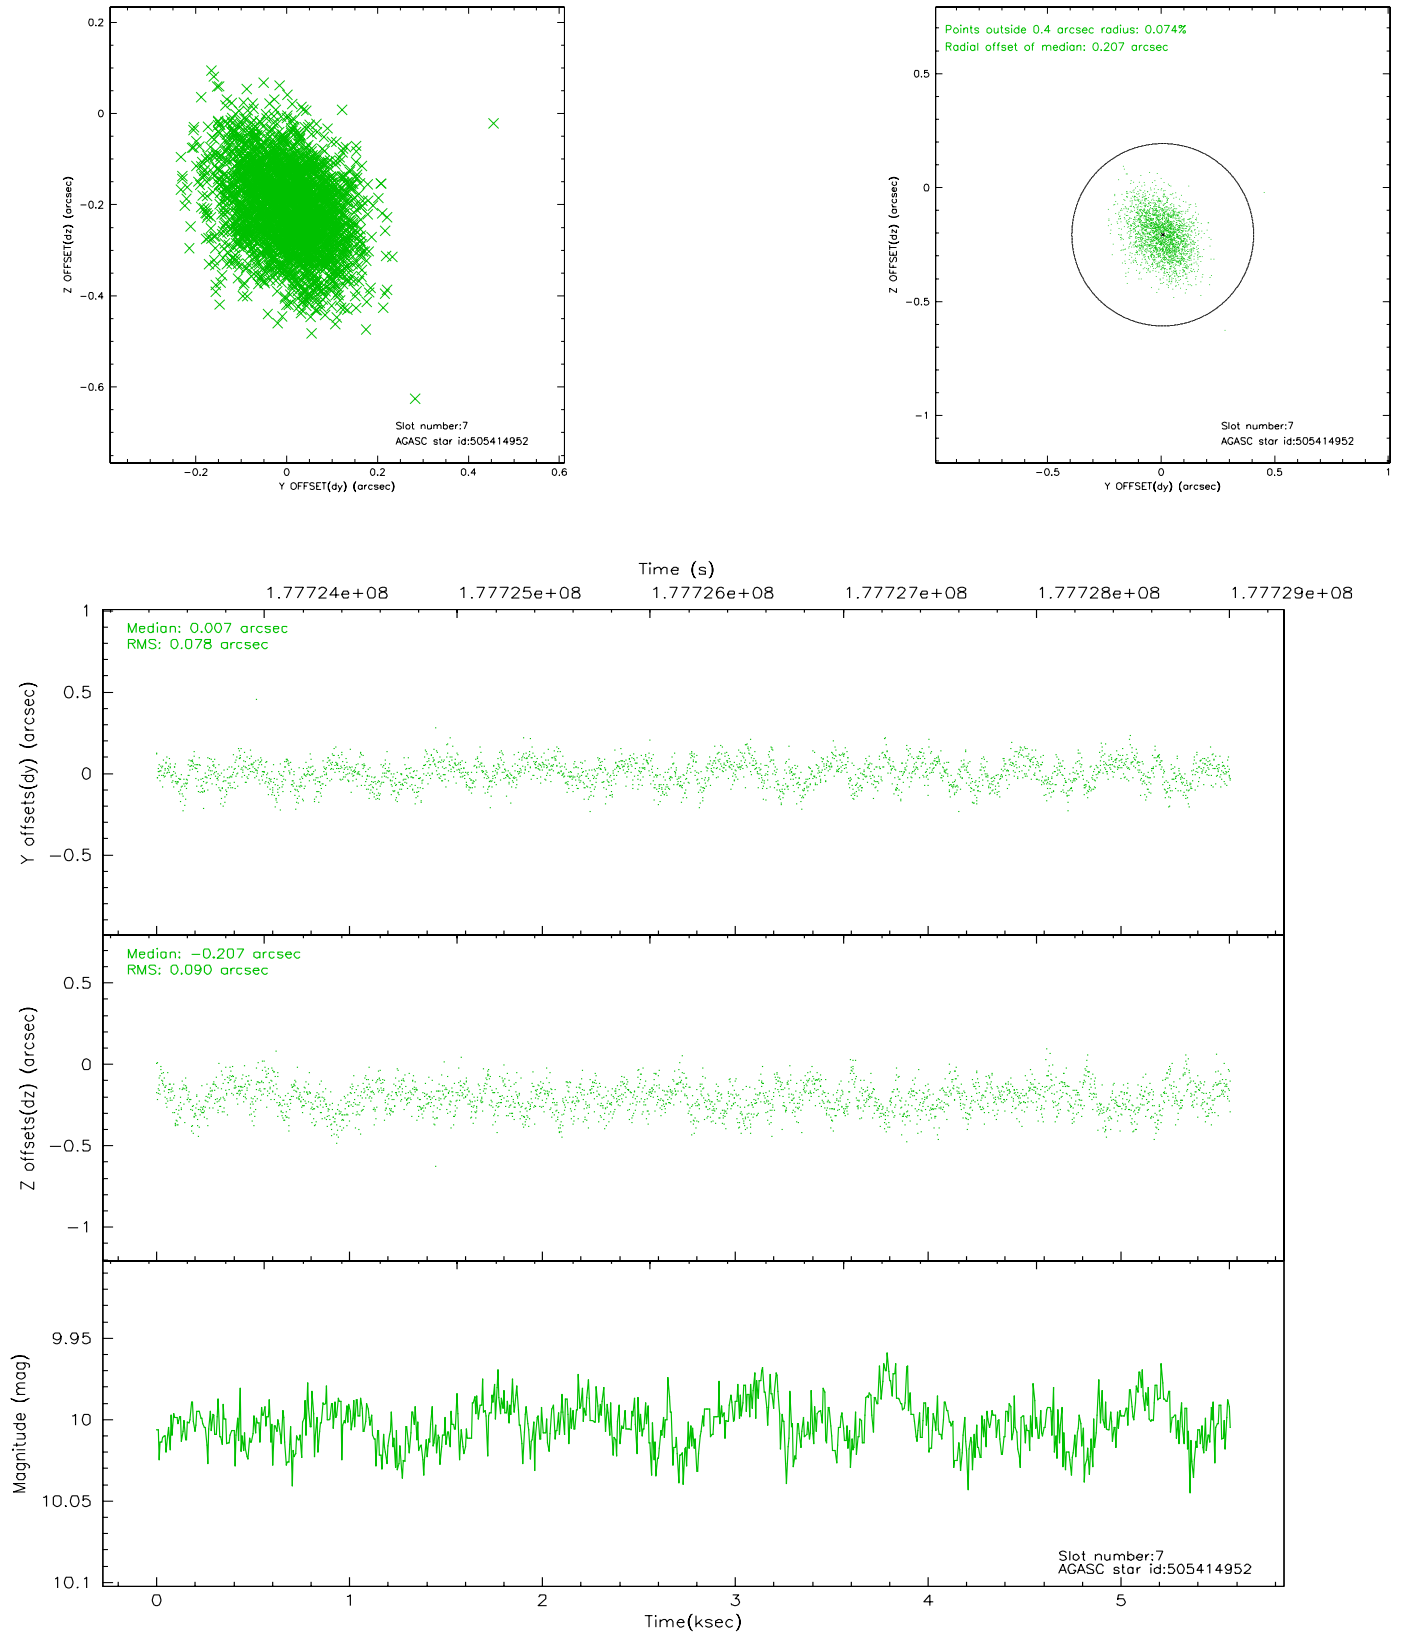 0.2
0
−0.2
−0.4
−0.6
Z OFFSET(dz) (arcsec)
Slot number:7
AGASC star id:505414952
−0.2
0
0.2
0.4
0.6
Y OFFSET(dy) (arcsec)
Points outside 0.4 arcsec radius: 0.074%
Radial offset of median: 0.207 arcsec
0.5
0
−0.5
−1
Z OFFSET(dz) (arcsec)
Slot number:7
AGASC star id:505414952
−0.5
0
0.5
1
Y OFFSET(dy) (arcsec)
Time (s)
1.77724e+08
1.77725e+08
1.77726e+08
1.77727e+08
1.77728e+08
1.77729e+08
Median: 0.007 arcsec
RMS: 0.078 arcsec
1
0.5
0
−0.5
Y offsets(dy) (arcsec)
Median: −0.207 arcsec
RMS: 0.090 arcsec
0.5
0
−0.5
−1
Z offsets(dz) (arcsec)
9.95
10
10.05
10.1
Magnitude (mag)
Slot number:7
AGASC star id:505414952
0
1
2
3
4
5
Time(ksec)